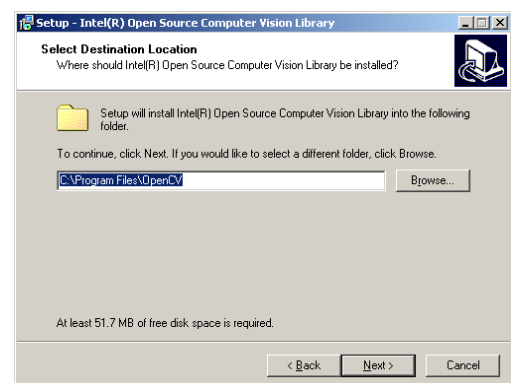 Setup - Intel(R) Open Source Computer Vision Library
Select Destination Location
Where should Intel(R) Open Source Computer Vision Library be installed?
Setup will install Intel(R) Open Source Computer Vision Library into the following
folder.
To continue, click Next. If you would like to select a different folder, click Browse.
C:\Program Files\OpenCV
Browse...
At least 51.7 MB of free disk space is required.
< Back Next > Cancel